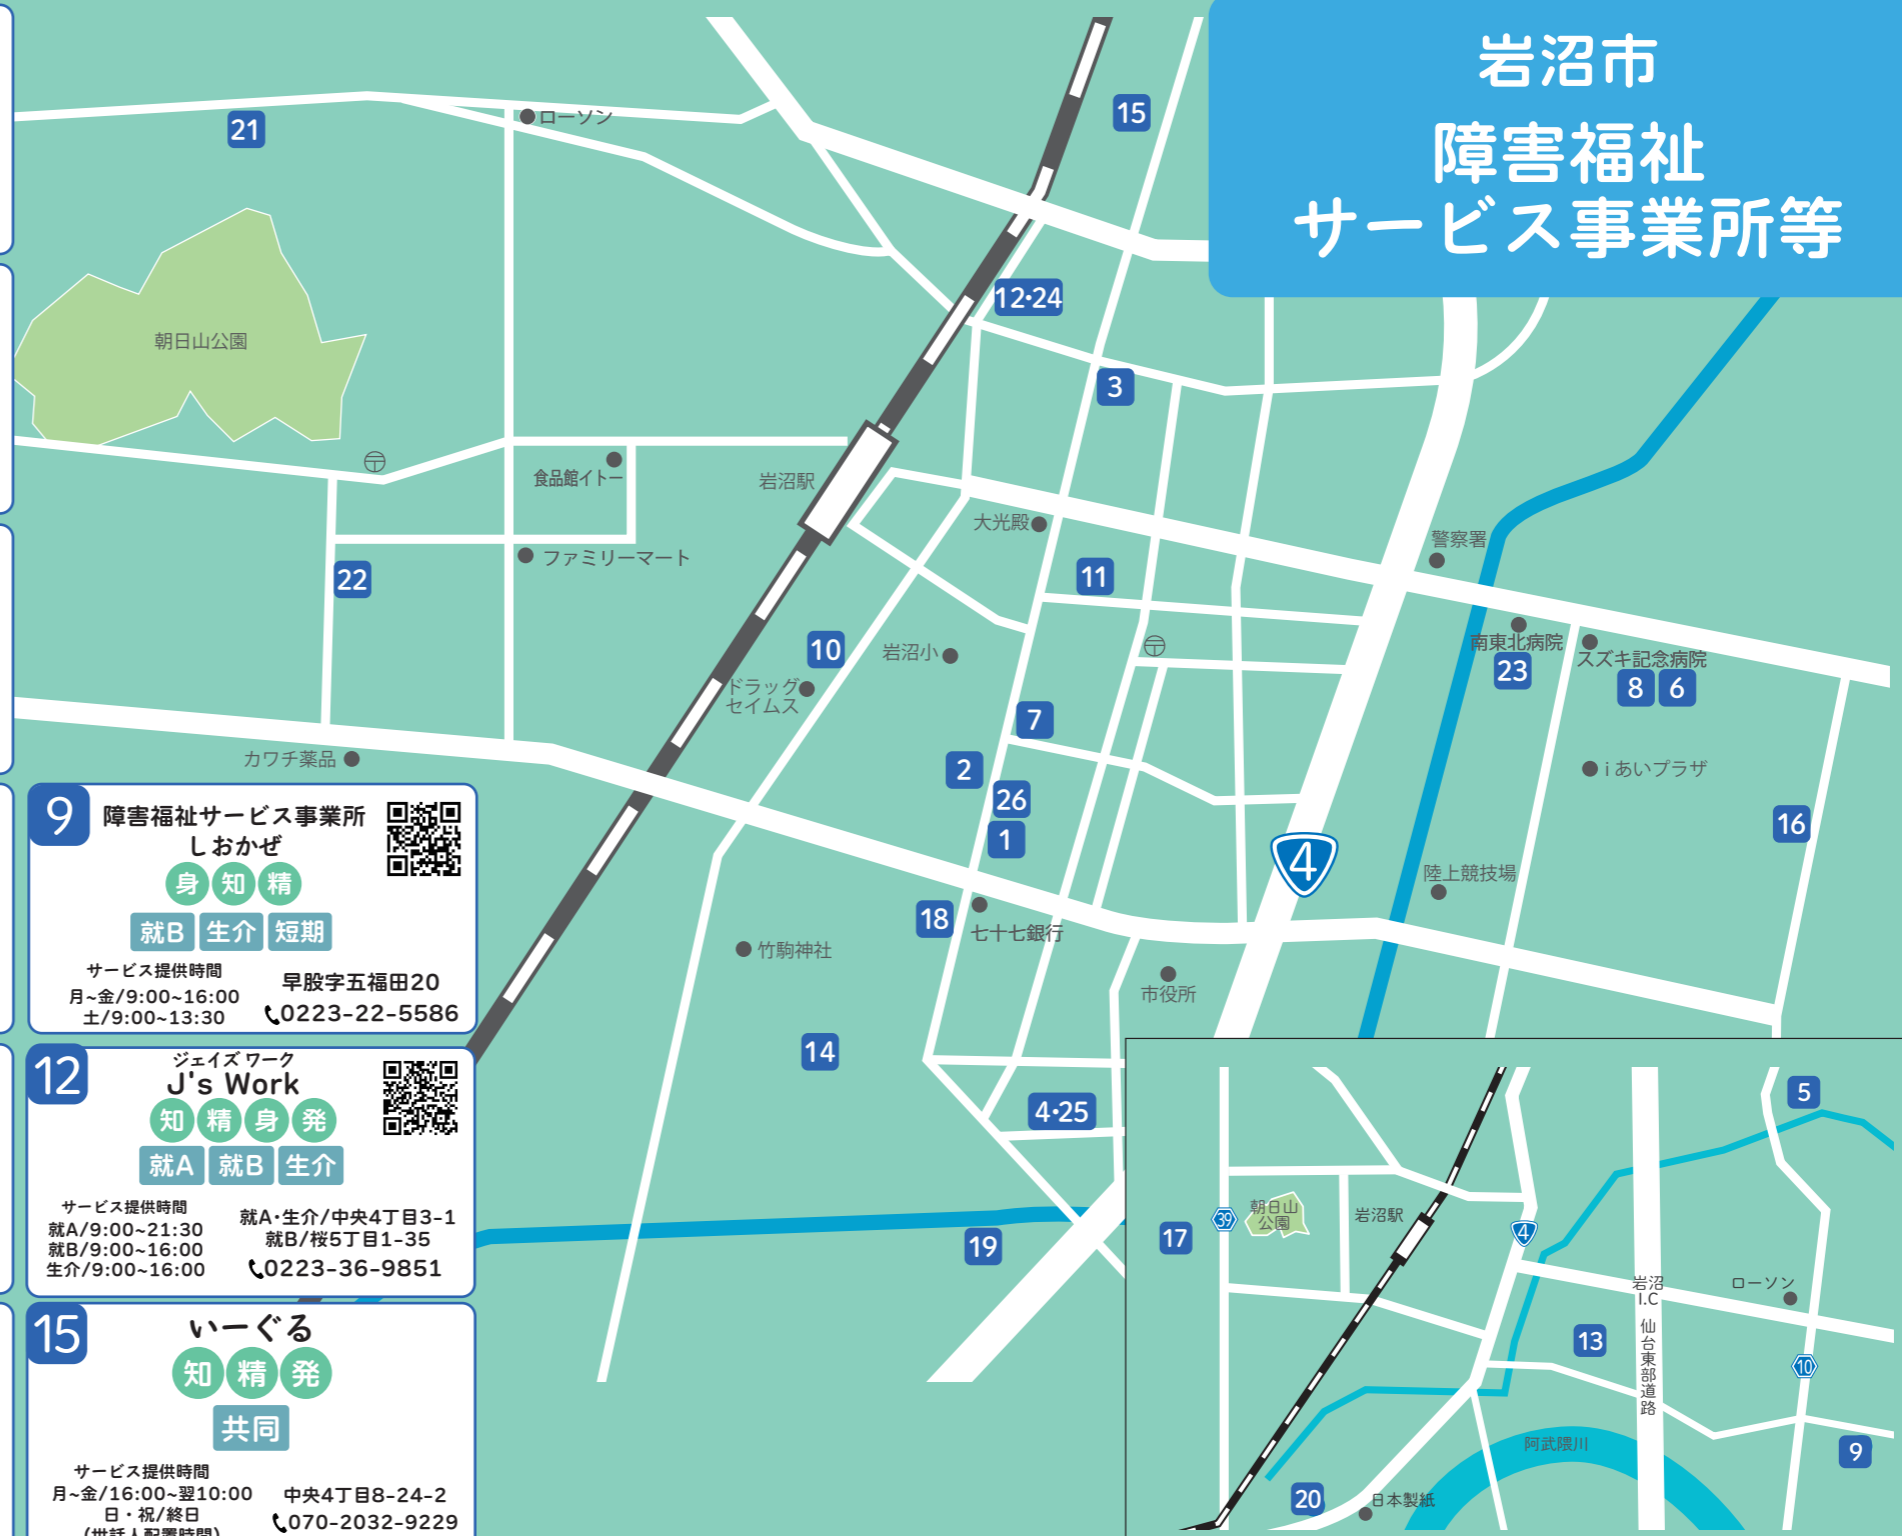 岩沼市
障害福祉
サービス事業所等
21
ローソン
15
12・24
朝日山公園
3
食品館イトー
岩沼駅
大光殿
警察署
ファミリーマート
22
11
10
岩沼小
南東北病院
23
スズキ記念病院
8
6
ドラッグ
セイムス
7
カワチ薬品
2
26
1
iあいプラザ
16
4
陸上競技場
18
七十七銀行
竹駒神社
市役所
14
4・25
19
9
障害福祉サービス事業所
しおかぜ
身 知 精
就B 生介 短期
サービス提供時間
月~金/9:00~16:00
土/9:00~13:30
早股字五福田20
0223-22-5586
12
ジェイズ ワーク
J's Work
知 精 身 発
就A 就B 生介
サービス提供時間
就A/9:00~21:30
就B/9:00~16:00
生介/9:00~16:00
就A・生介/中央4丁目3-1
就B/桜5丁目1-35
0223-36-9851
15
いーぐる
知 精 発
共同
サービス提供時間
月~金/16:00~翌10:00
日・祝/終日
(世話人配置時間)
中央4丁目8-24-2
070-2032-9229
5
朝日山
公園
39
岩沼駅
17
4
岩沼
I.C
ローソン
仙台東部道路
13
10
阿武隈川
9
20
日本製紙